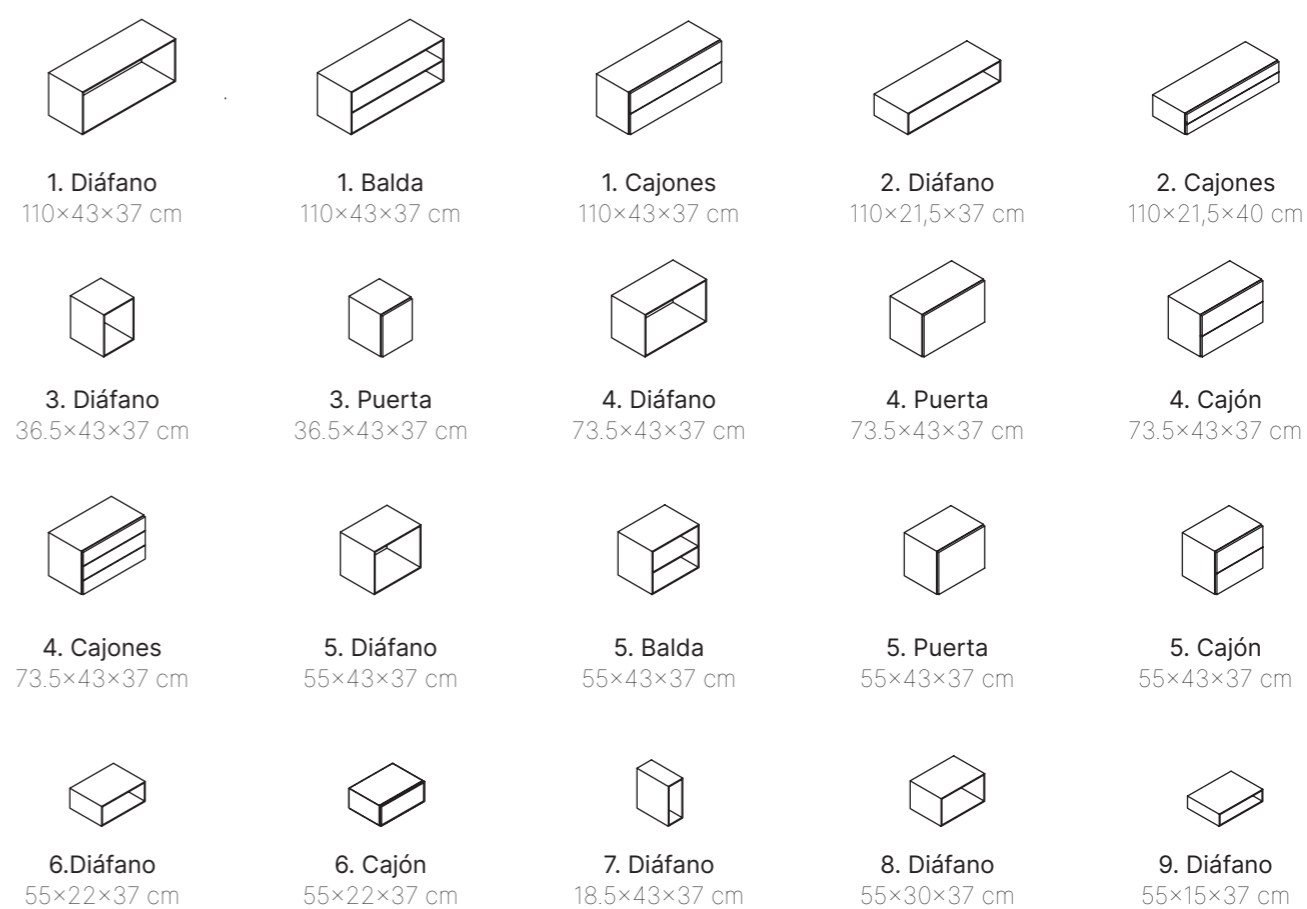 1. Diáfano
110×43×37 cm
1. Balda
110×43×37 cm
1. Cajones
110×43×37 cm
2. Diáfano
110×21,5×37 cm
2. Cajones
110×21,5×40 cm
3. Diáfano
36.5×43×37 cm
3. Puerta
36.5×43×37 cm
4. Diáfano
73.5×43×37 cm
4. Puerta
73.5×43×37 cm
4. Cajón
73.5×43×37 cm
4. Cajones
73.5×43×37 cm
5. Diáfano
55×43×37 cm
5. Balda
55×43×37 cm
5. Puerta
55×43×37 cm
5. Cajón
55×43×37 cm
6.Diáfano
55×22×37 cm
6. Cajón
55×22×37 cm
7. Diáfano
18.5×43×37 cm
8. Diáfano
55×30×37 cm
9. Diáfano
55×15×37 cm